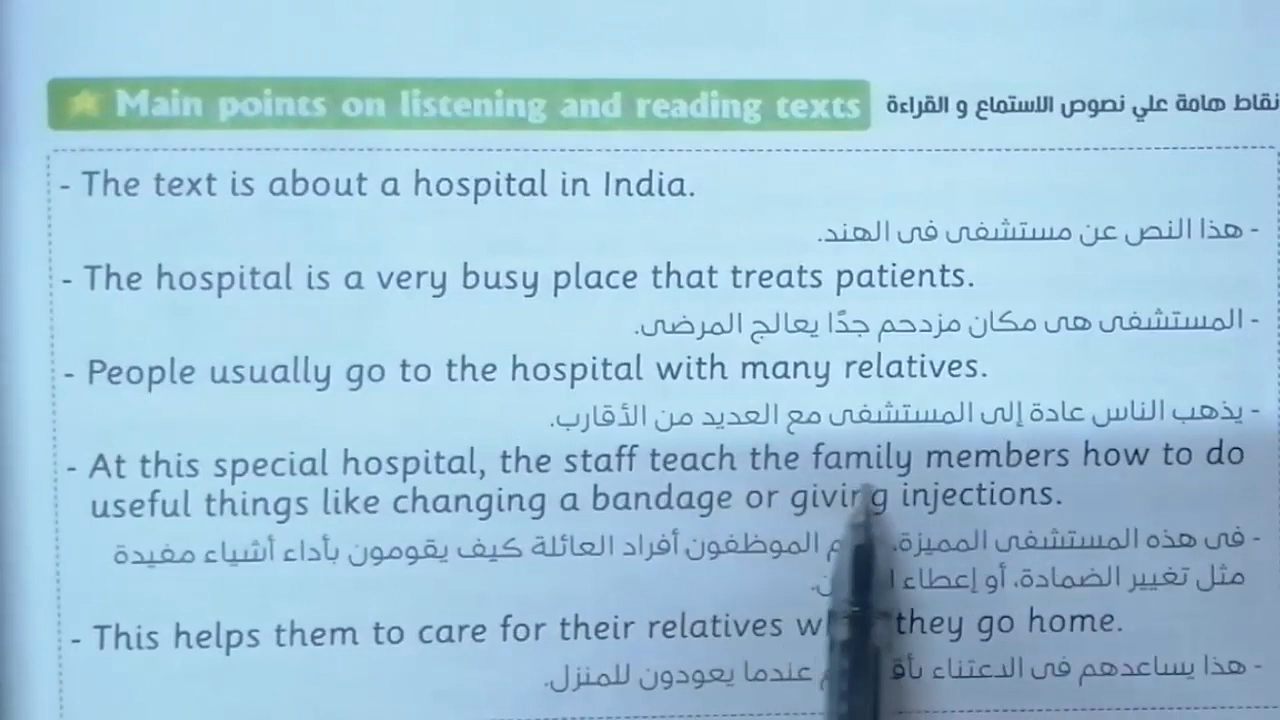 Main points on listening and reading texts نقاط هامة علي نصوص الاستماع و القراءة
- The text is about a hospital in India.
- هذا النص عن مستشفى فى الهند.
- The hospital is a very busy place that treats patients.
- المستشفى هى مكان مزدحم جدًا يعالج المرضى.
- People usually go to the hospital with many relatives.
- يذهب الناس عادة إلى المستشفى مع العديد من الأقارب.
- At this special hospital, the staff teach the family members how to do
useful things like changing a bandage or giving injections.
- فى هذه المستشفى المميزة، الموظفون أفراد العائلة كيف يقومون بأداء أشياء مفيدة
مثل تغيير الضمادة، أو إعطاء
- This helps them to care for their relatives they go home.
- هذا يساعدهم فى الاعتناء عندما يعودون للمنزل.